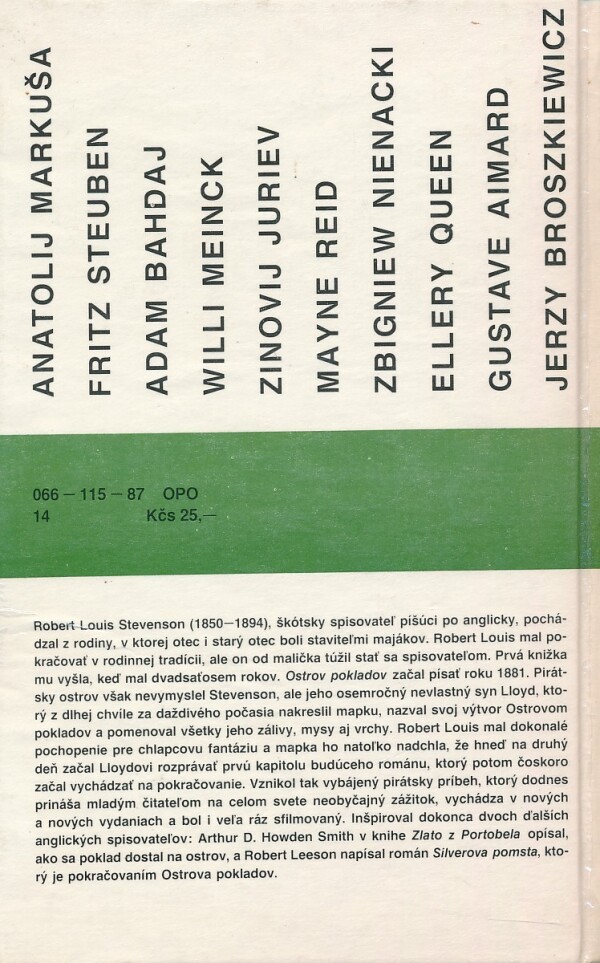 ANATOLIJ MARKUŠA
FRITZ STEUBEN
ADAM BAHĐAJ
WILLI MEINCK
ZINOVIJ JURIEV
MAYNE REID
ZBIGNIEW NIENACKI
ELLERY QUEEN
GUSTAVE AIMARD
JERZY BROSZKIEWICZ
066 — 115 — 87 OPO
14 Kčs 25,—
Robert Louis Stevenson (1850—1894), škótsky spisovateľ píšúci po anglicky, pochá-
dzal z rodiny, v ktorej otec i starý otec boli staviteľmi majákov. Robert Louis mal po-
kračovať v rodinnej tradícii, ale on od malička túžil stať sa spisovateľom. Prvá knižka
mu vyšla, keď mal dvadsaťosem rokov. Ostrov pokladov začal písať roku 1881. Pirát-
sky ostrov však nevymyslel Stevenson, ale jeho osemročný nevlastný syn Lloyd, kto-
rý z dlhej chvíle za daždivého počasia nakreslil mapku, nazval svoj výtvor Ostrovom
pokladov a pomenoval všetky jeho zálivy, mysy aj vrchy. Robert Louis mal dokonalé
pochopenie pre chlapcovu fantáziu a mapka ho natoľko nadchla, že hneď na druhý
deň začal Lloydovi rozprávať prvú kapitolu budúceho románu, ktorý potom čoskoro
začal vychádzať na pokračovanie. Vznikol tak vybájený pirátsky príbeh, ktorý dodnes
prináša mladým čitateľom na celom svete neobyčajný zážitok, vychádza v nových
a nových vydaniach a bol i veľa ráz sfilmovaný. Inšpiroval dokonca dvoch ďalších
anglických spisovateľov: Arthur D. Howden Smith v knihe Zlato z Portobela opísal,
ako sa poklad dostal na ostrov, a Robert Leeson napísal román Silverova pomsta, kto-
rý je pokračovaním Ostrova pokladov.